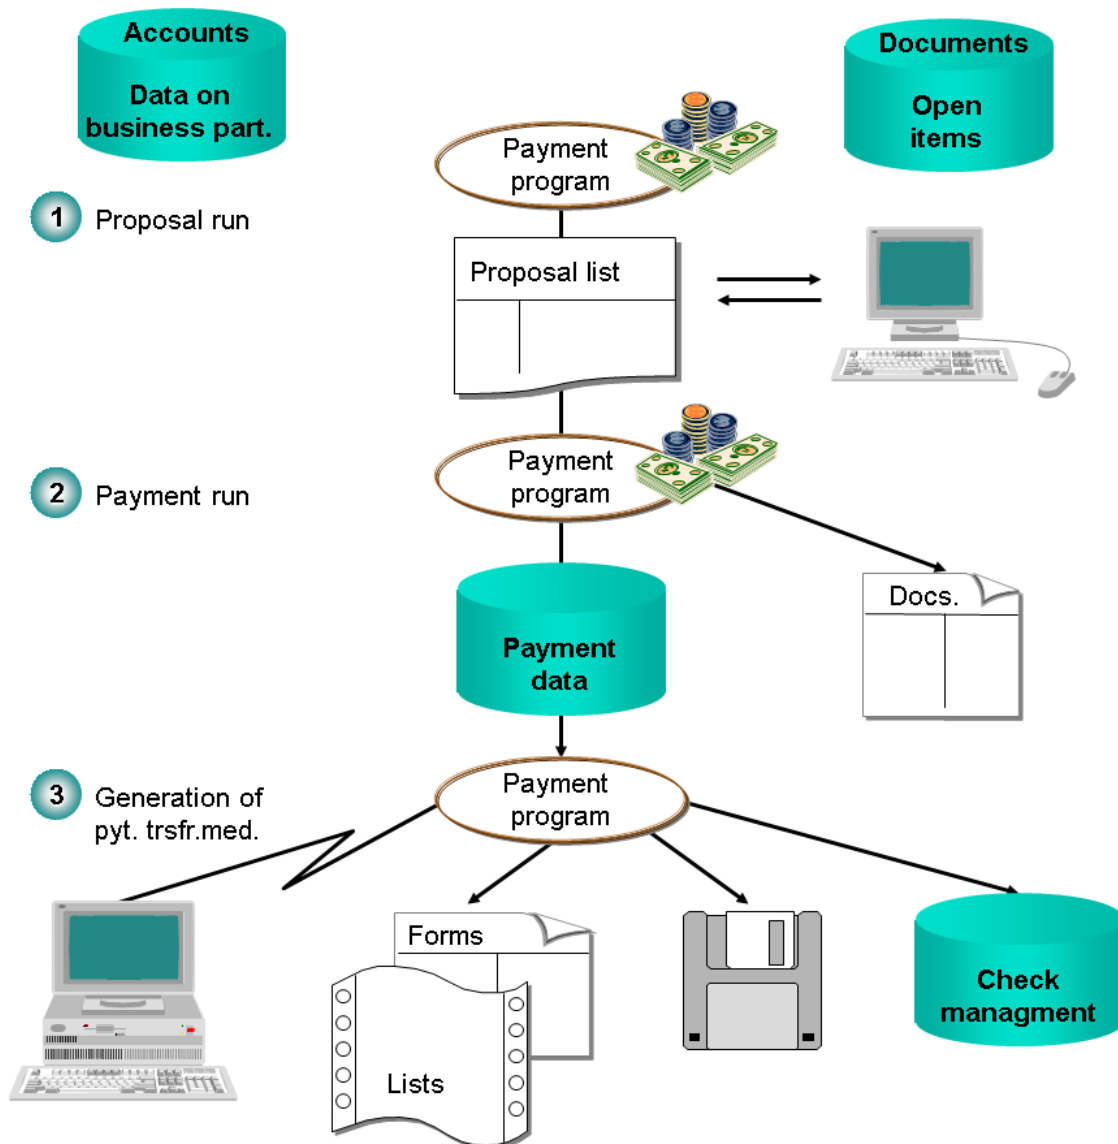 Accounts
Data on
business part.
Documents
Open
items
Payment
program
1 Proposal run
Proposal list
Payment
program
2 Payment run
Docs.
Payment
data
3 Generation of
pyt. trsfr.med.
Payment
program
Forms
Lists
Check
managment